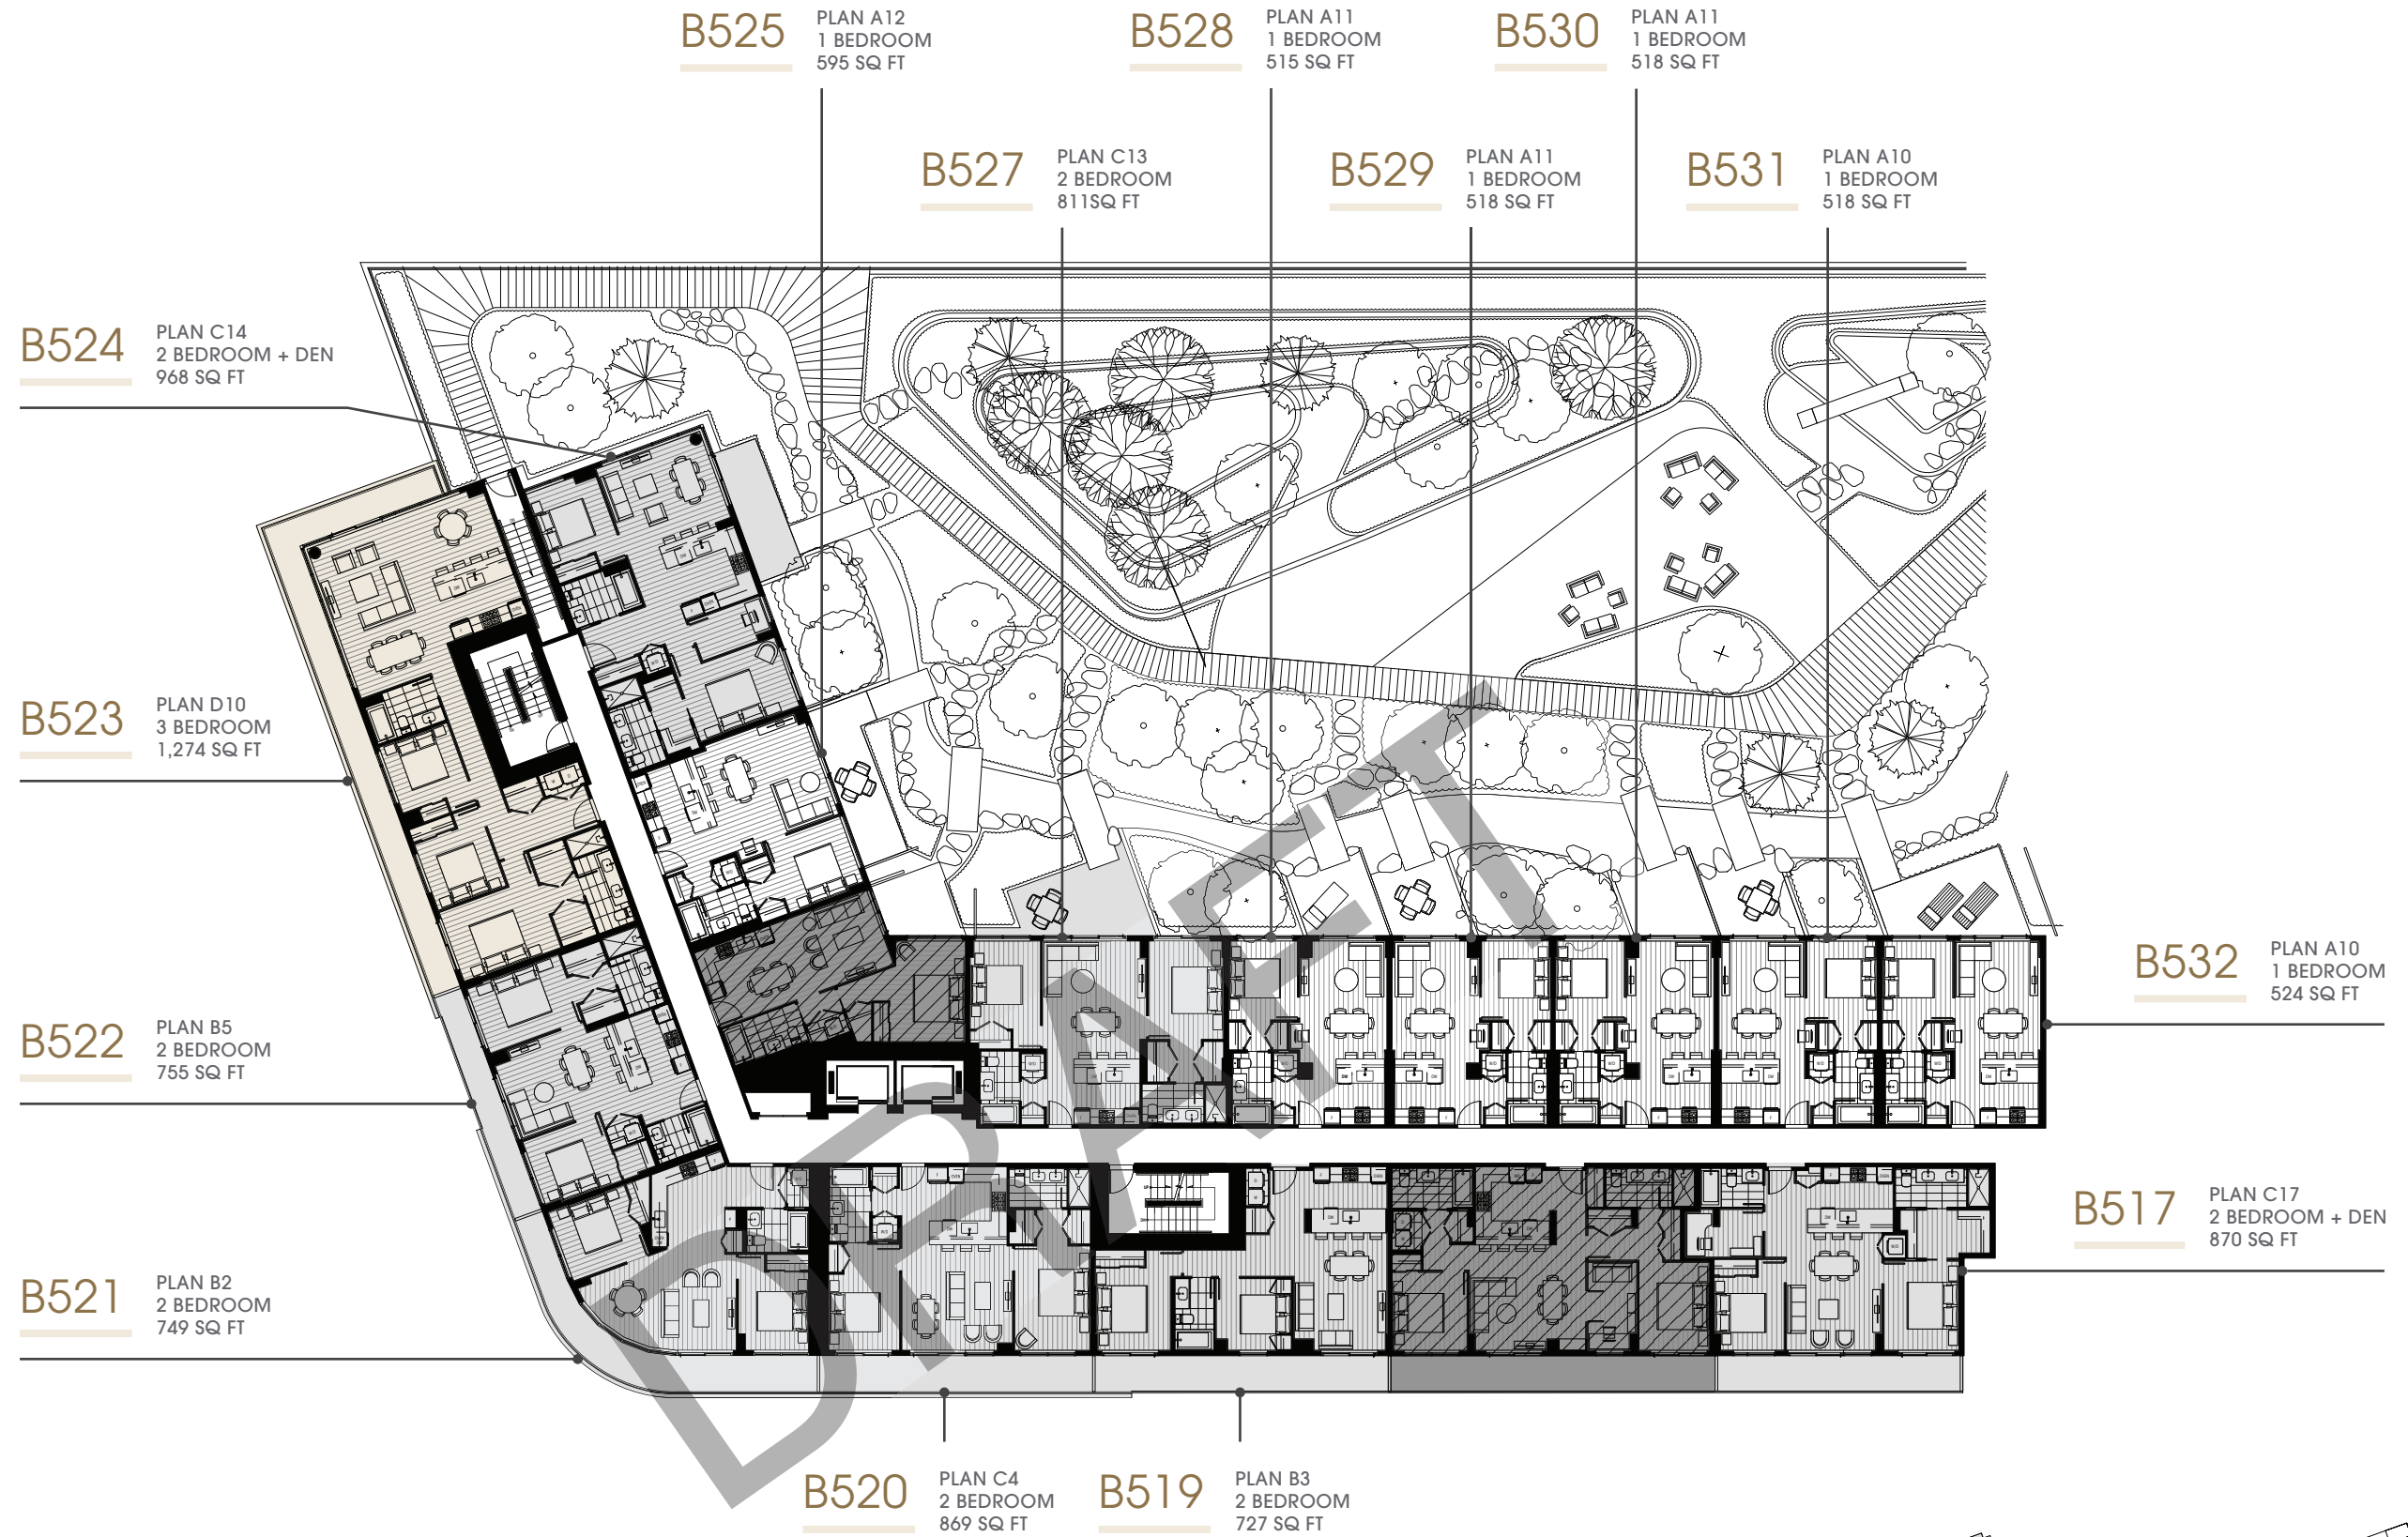 B525
PLAN A12
1 BEDROOM
595 SQ FT
B528
PLAN A11
1 BEDROOM
515 SQ FT
B530
PLAN A11
1 BEDROOM
518 SQ FT
B527
PLAN C13
2 BEDROOM
811SQ FT
B529
PLAN A11
1 BEDROOM
518 SQ FT
B531
PLAN A10
1 BEDROOM
518 SQ FT
B524
PLAN C14
2 BEDROOM + DEN
968 SQ FT
B523
PLAN D10
3 BEDROOM
1,274 SQ FT
B532
PLAN A10
1 BEDROOM
524 SQ FT
B522
PLAN B5
2 BEDROOM
755 SQ FT
B517
PLAN C17
2 BEDROOM + DEN
870 SQ FT
B521
PLAN B2
2 BEDROOM
749 SQ FT
B520
PLAN C4
2 BEDROOM
869 SQ FT
B519
PLAN B3
2 BEDROOM
727 SQ FT
DRAFT